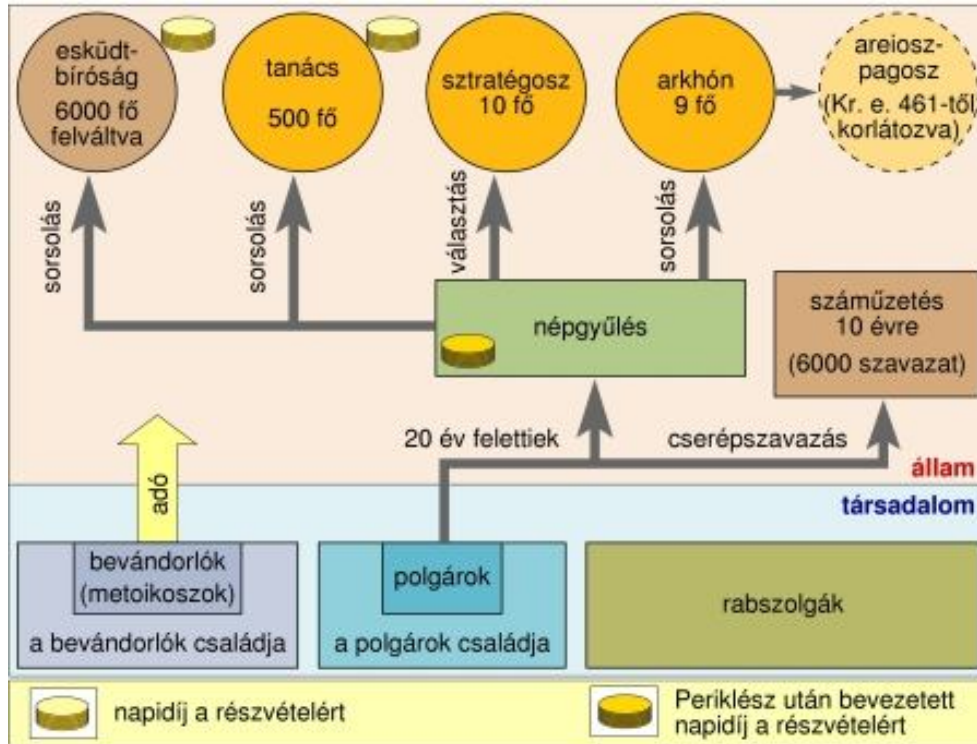 esküdt-
bíróság
6000 fő
felváltva
tanács
500 fő
sztratégosz
10 fő
arkhón
9 fő
areiosz-
pagosz
(Kr. e. 461-től
korlátozva)
sorsolás
sorsolás
választás
sorsolás
népgyűlés
száműzetés
10 évre
(6000 szavazat)
20 év felettiek
cserépszavazás
adó
állam
társadalom
bevándorlók
(metoikoszok)
a bevándorlók családja
polgárok
a polgárok családja
rabszolgák
napidíj a részvételért
Periklész után bevezetett
napidíj a részvételért